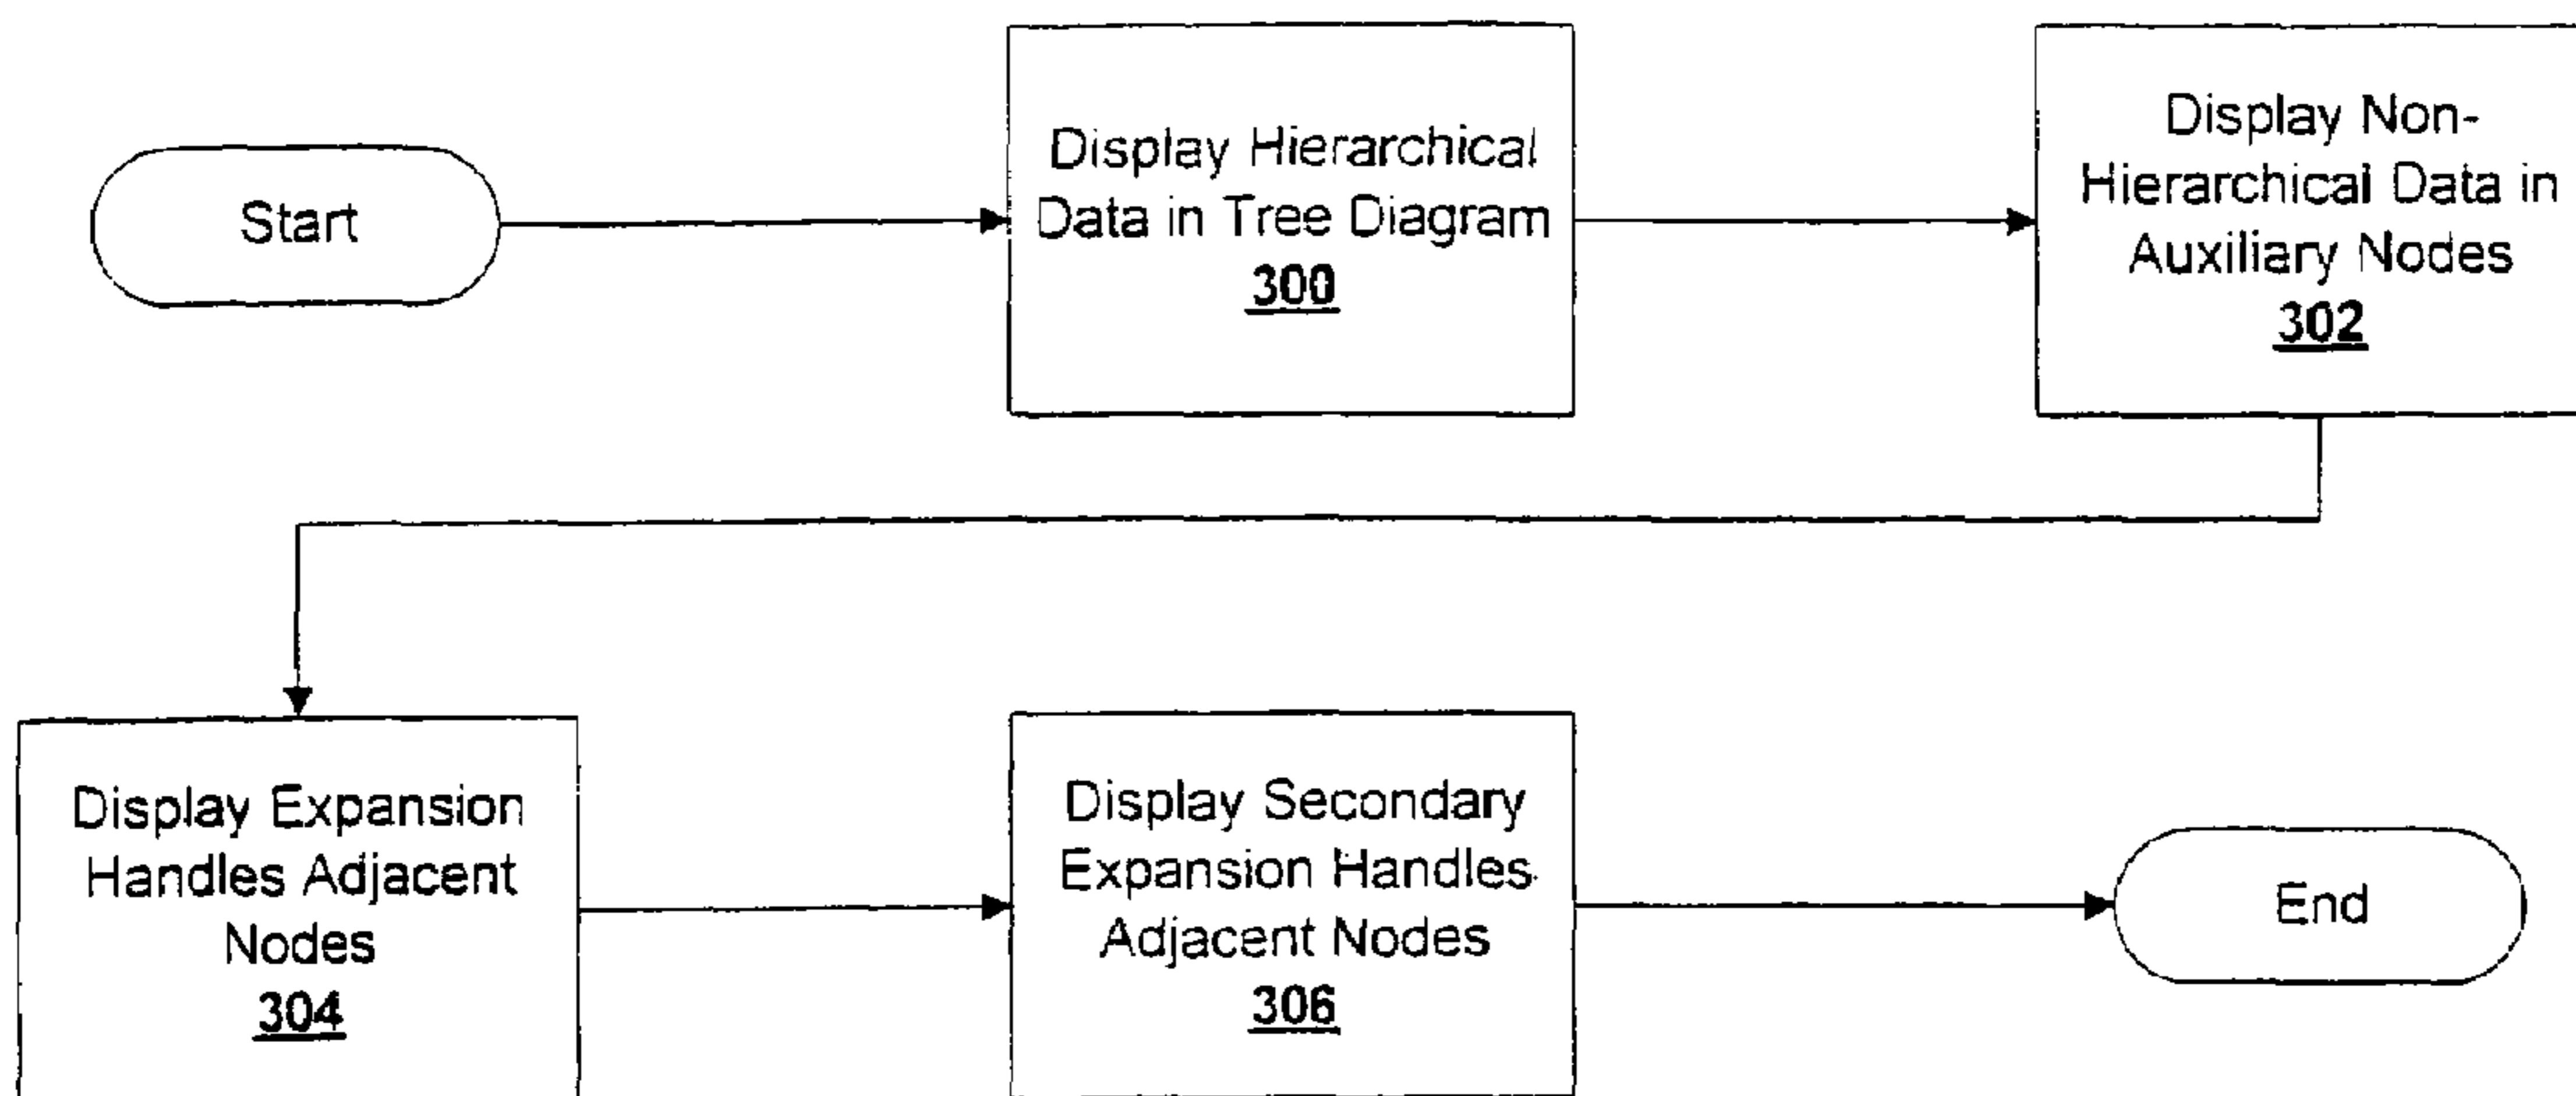 Start
Display Hierarchical
Data in Tree Diagram
300
Display Non-
Hierarchical Data in
Auxiliary Nodes
302
Display Expansion
Handles Adjacent
Nodes
304
Display Secondary
Expansion Handles
Adjacent Nodes
306
End